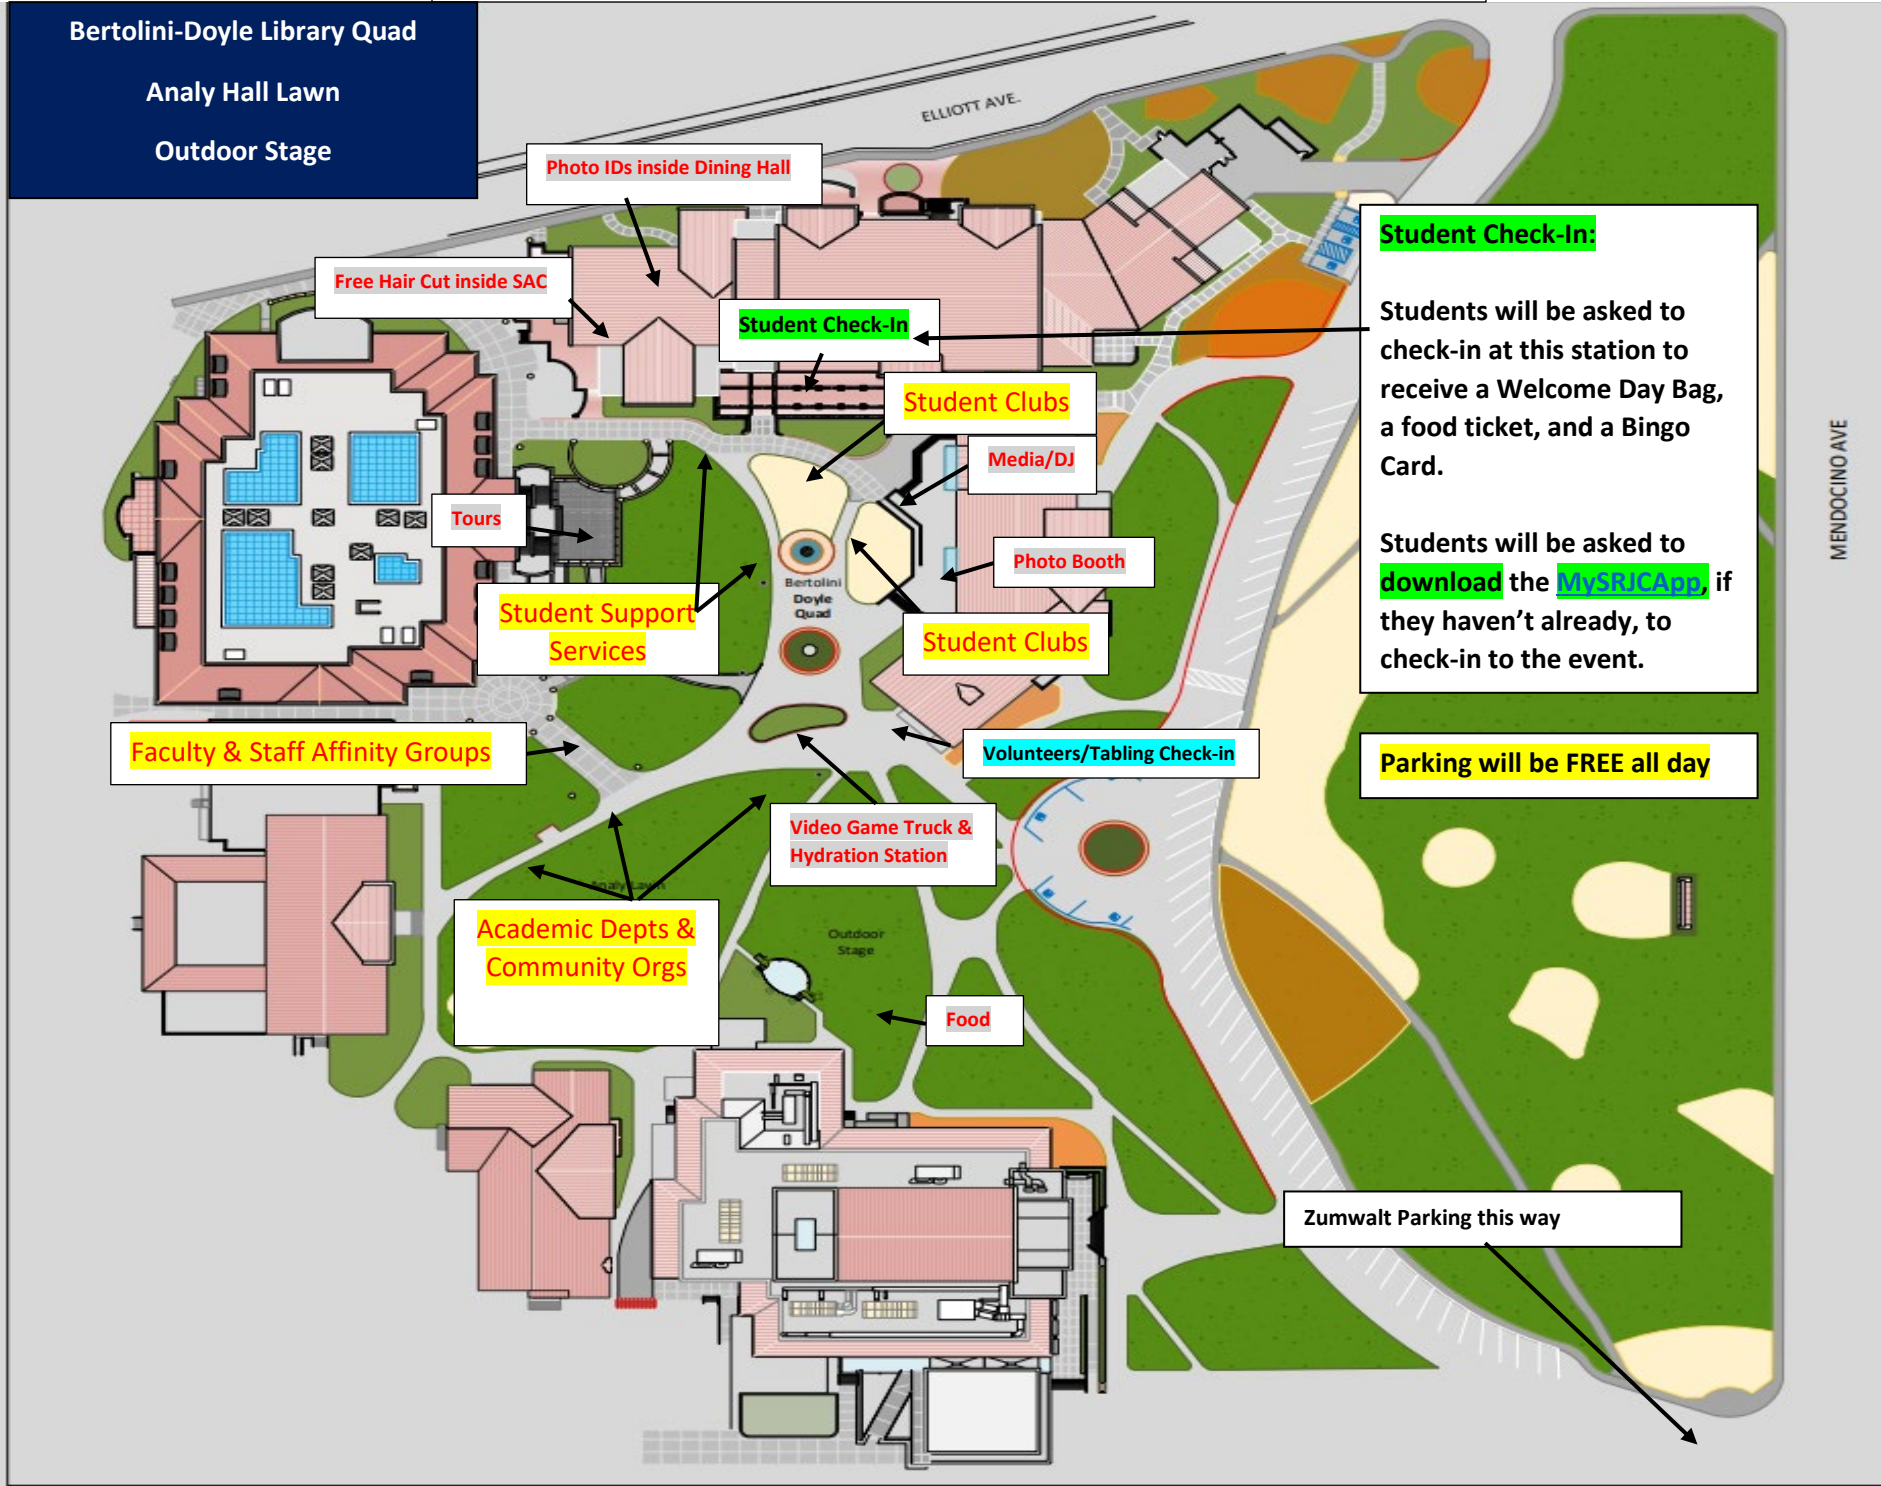 Bertolini-Doyle Library Quad
Analy Hall Lawn
Outdoor Stage
ELLIOTT AVE.
Photo IDs inside Dining Hall
Free Hair Cut inside SAC
Student Check-In
Student Clubs
Media/DJ
Tours
Photo Booth
Bertolini
Doyle
Quad
Student Support
Services
Student Clubs
Faculty & Staff Affinity Groups
Volunteers/Tabling Check-in
Video Game Truck &
Hydration Station
Analy Lawn
Academic Depts &
Community Orgs
Outdoor
Stage
Food
Student Check-In:
Students will be asked to
check-in at this station to
receive a Welcome Day Bag,
a food ticket, and a Bingo
Card.
Students will be asked to
download the MySRJCApp, if
they haven’t already, to
check-in to the event.
Parking will be FREE all day
MENDOCINO AVE
Zumwalt Parking this way